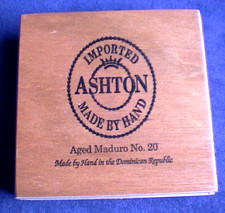 IMPORTED
ASHTON
MADE BY HAND
Aged Maduro No. 20
Made by Hand in the Dominican Republic